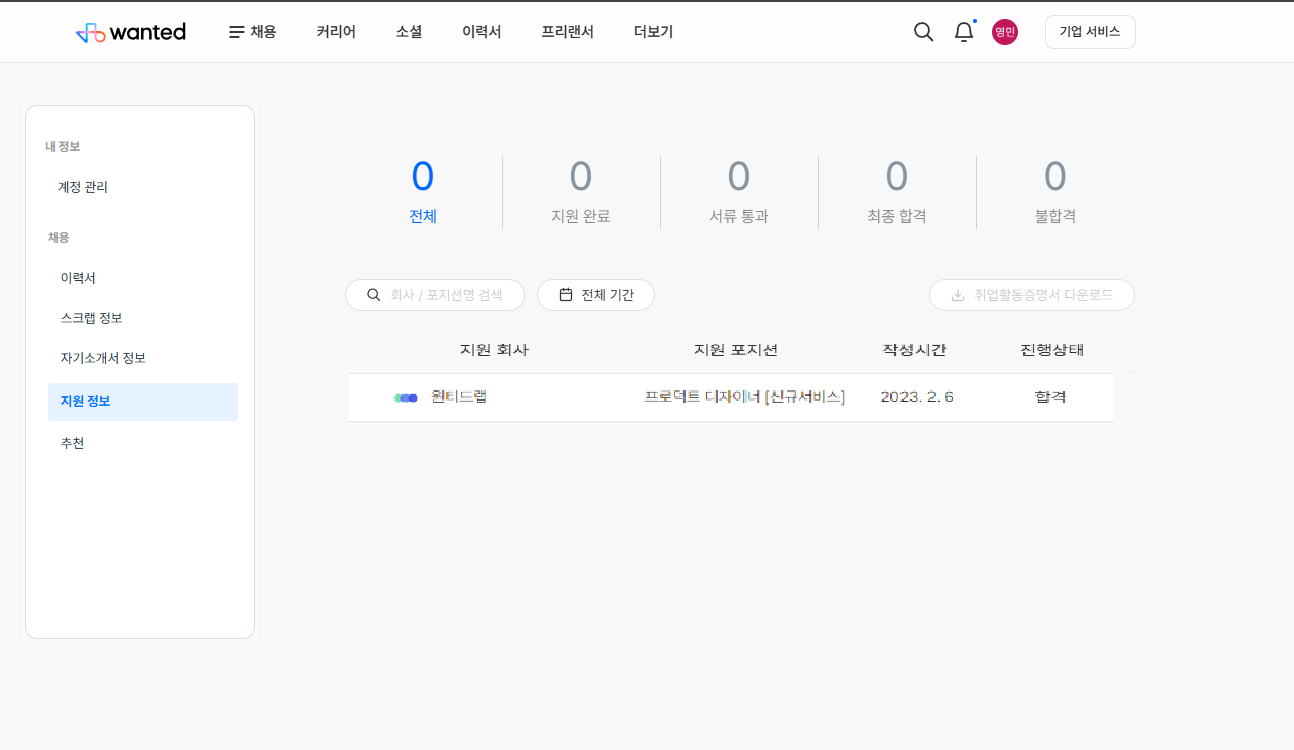 wanted 채용 커리어 소셜 이력서 프리랜서 더보기 영민 기업 서비스
내 정보
계정 관리
채용
이력서
스크랩 정보
자기소개서 정보
지원 정보
추천
0 0 0 0 0
전체 지원 완료 서류 통과 최종 합격 불합격
회사 / 포지션명 검색 전체 기간 취업활동증명서 다운로드
지원 회사 지원 포지션 작성시간 진행상태
원티드랩 프로덕트 디자이너 [신규서비스] 2023. 2. 6 합격